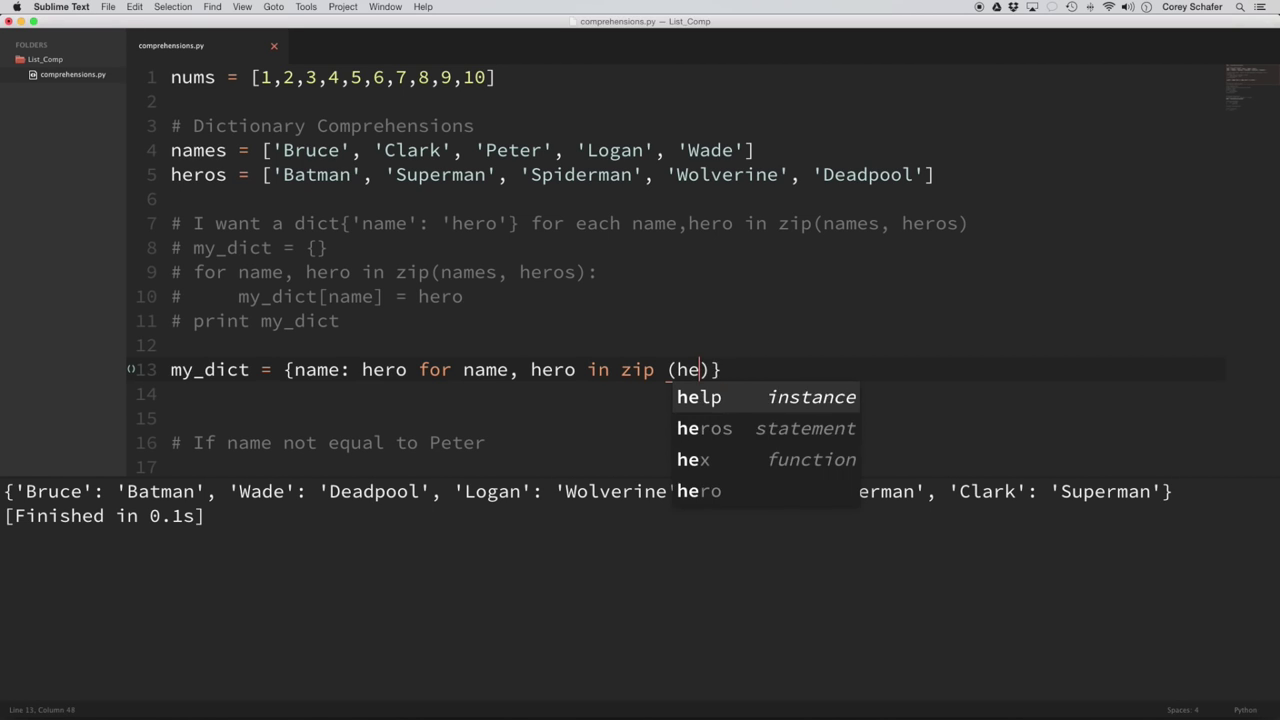 Sublime Text File Edit Selection Find View Goto Tools Project Window Help Corey Schafer
comprehensions.py — List_Comp
FOLDERS
List_Comp
comprehensions.py
comprehensions.py
1 nums = [1,2,3,4,5,6,7,8,9,10]
2
3 # Dictionary Comprehensions
4 names = ['Bruce', 'Clark', 'Peter', 'Logan', 'Wade']
5 heros = ['Batman', 'Superman', 'Spiderman', 'Wolverine', 'Deadpool']
6
7 # I want a dict{'name': 'hero'} for each name,hero in zip(names, heros)
8 # my_dict = {}
9 # for name, hero in zip(names, heros):
10 #     my_dict[name] = hero
11 # print my_dict
12
13 my_dict = {name: hero for name, hero in zip (he)}
14
15
16 # If name not equal to Peter
17
help instance
heros statement
hex function
hero
{'Bruce': 'Batman', 'Wade': 'Deadpool', 'Logan': 'Wolverine' erman', 'Clark': 'Superman'}
[Finished in 0.1s]
Line 13, Column 48 Spaces: 4 Python